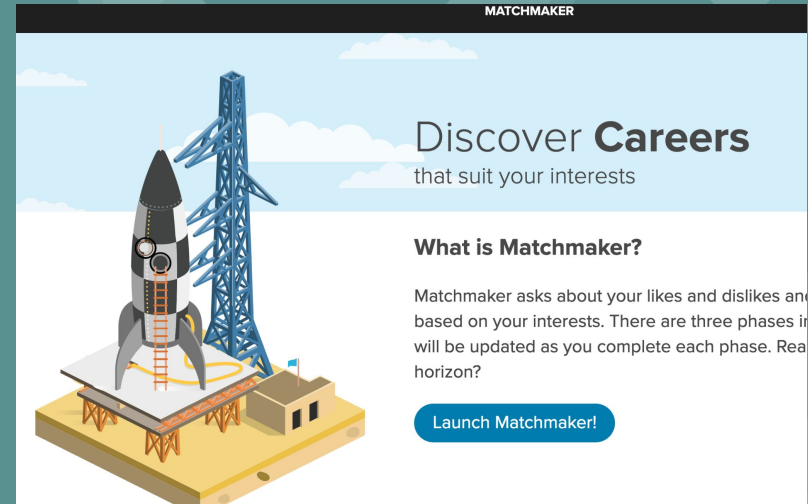 MATCHMAKER
Discover Careers
that suit your interests
What is Matchmaker?
Matchmaker asks about your likes and dislikes
based on your interests. There are three phases
will be updated as you complete each phase.
horizon?
Launch Matchmaker!